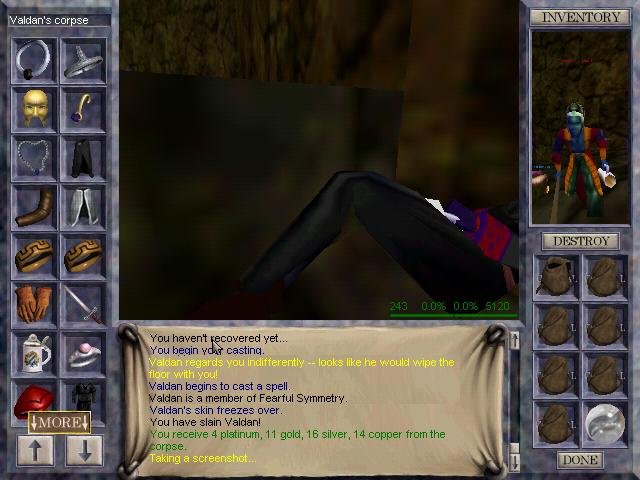 Valdan's corpse
INVENTORY
DESTROY
L L
L L
L L
L
DONE
↓MORE↓
243 0.0% 0.0% 5120
You haven't recovered yet...
You begin your casting.
Valdan regards you indifferently -- looks like he would wipe the
floor with you!
Valdan begins to cast a spell.
Valdan is a member of Fearful Symmetry.
Valdan's skin freezes over.
You have slain Valdan!
You receive 4 platinum, 11 gold, 16 silver, 14 copper from the
corpse.
Taking a screenshot...